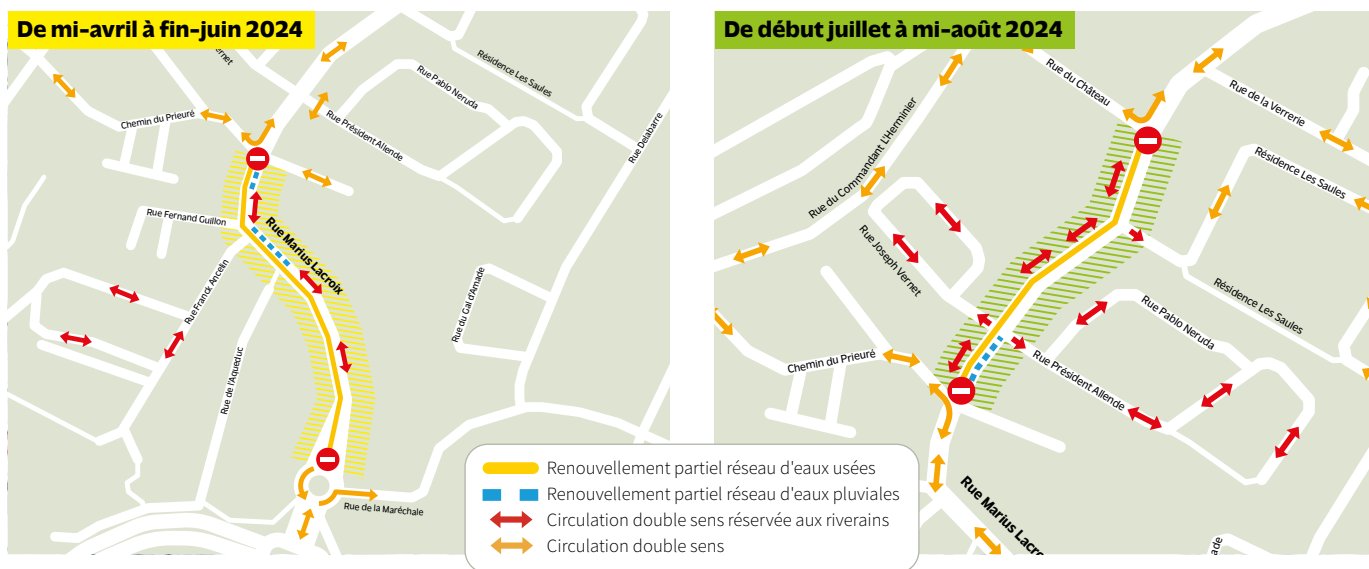 De mi-avril à fin-juin 2024
Rue Pablo Neruda
Résidence Les Saules
Chemin du Prieuré
Rue Président Allende
Rue Delabarre
Rue Fernand Guillon
Rue Marius Lacroix
Rue Franck Ancelin
Rue de l'Aqueduc
Rue du Gal d'Amade
Rue de la Maréchale
De début juillet à mi-août 2024
Rue du Château
Rue de la Verrerie
Rue du Commandant L'Herminier
Résidence Les Saules
Rue Joseph Vernet
Résidence Les Saules
Rue Pablo Neruda
Chemin du Prieuré
Rue Président Allende
Rue Marius Lacro
Renouvellement partiel réseau d'eaux usées
Renouvellement partiel réseau d'eaux pluviales
Circulation double sens réservée aux riverains
Circulation double sens